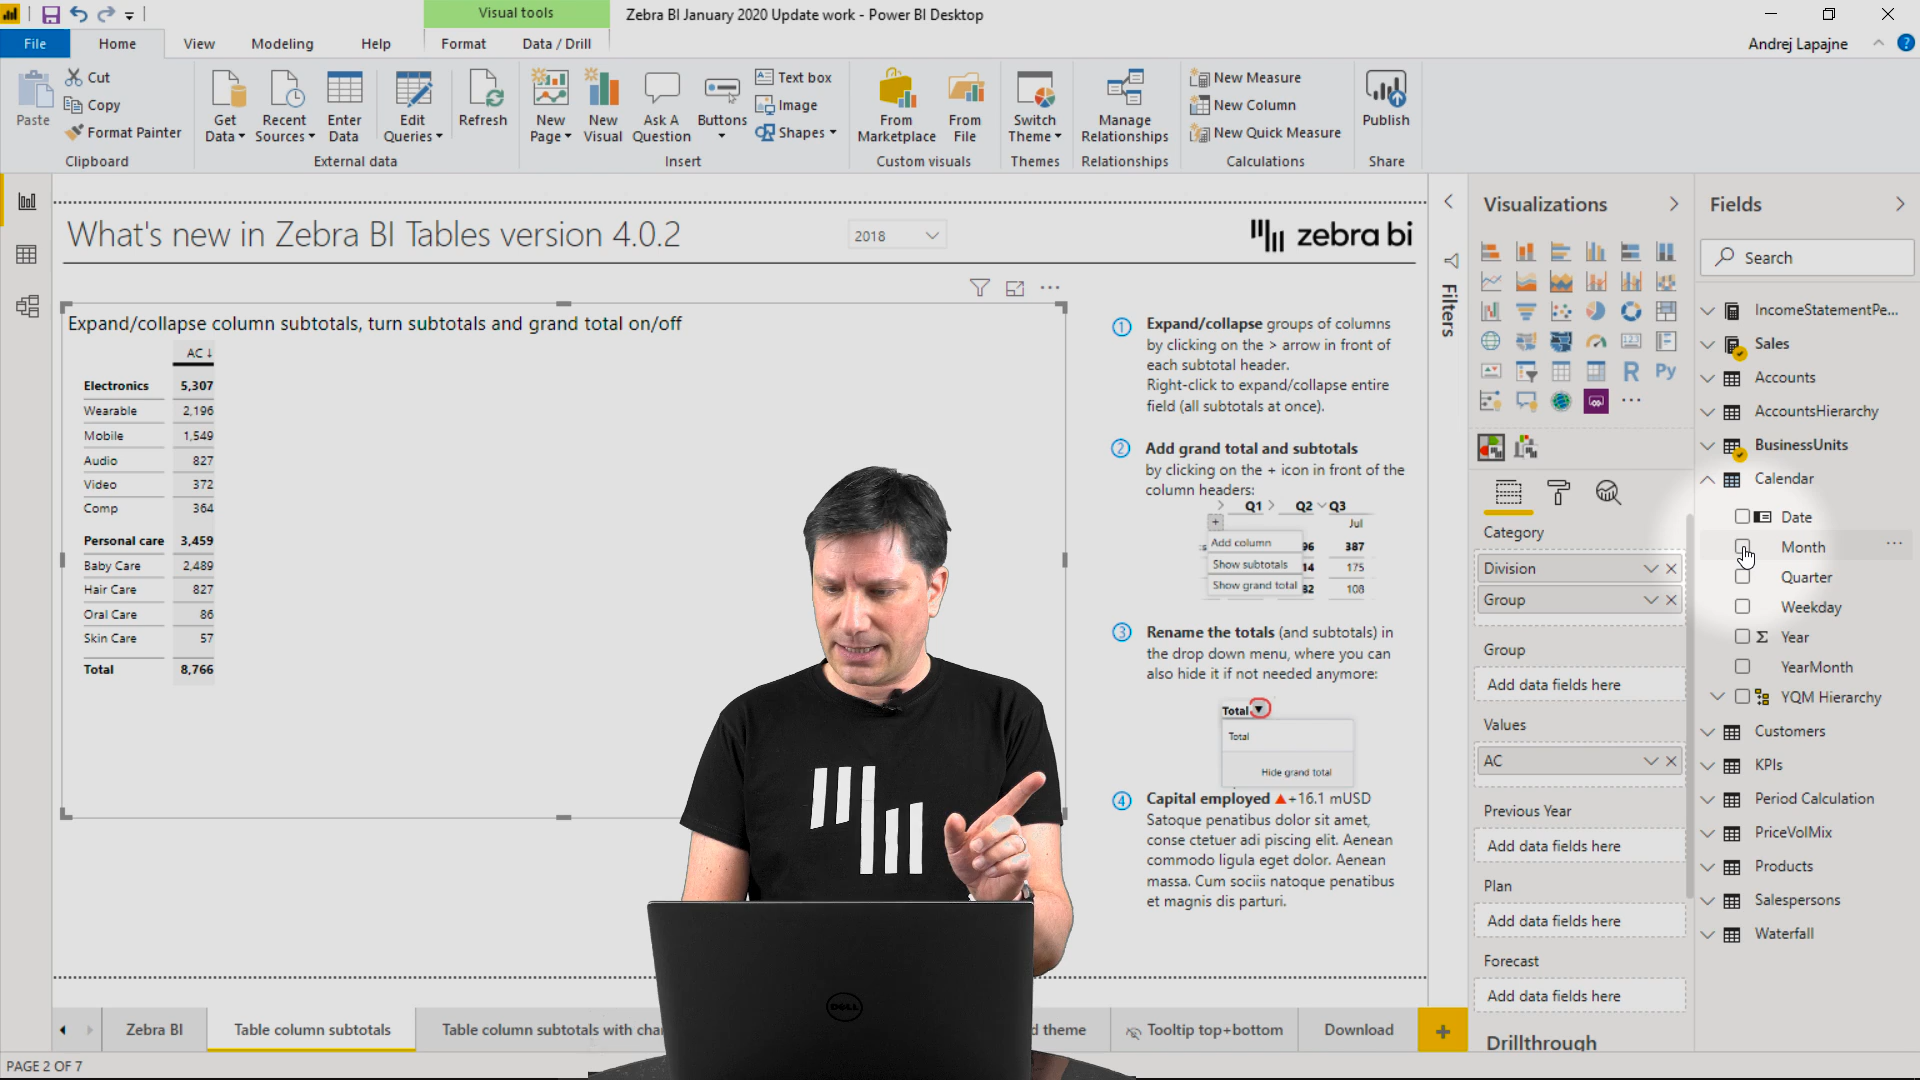 Visual tools
Zebra BI January 2020 Update work - Power BI Desktop
File
Home
View
Modeling
Help
Format
Data / Drill
Andrej Lapajne
?
Paste
Cut
Copy
Format Painter
Clipboard
Get Data
Recent Sources
Enter Data
Edit Queries
Refresh
External data
New Page
New Visual
Ask A Question
Buttons
Text box
Image
Shapes
Insert
From Marketplace
From File
Custom visuals
Switch Theme
Themes
Manage Relationships
Relationships
New Measure
New Column
New Quick Measure
Calculations
Publish
Share
What's new in Zebra BI Tables version 4.0.2
2018
zebra bi
Expand/collapse column subtotals, turn subtotals and grand total on/off
AC ↓
Electronics 5,307
Wearable 2,196
Mobile 1,549
Audio 827
Video 372
Comp 364
Personal care 3,459
Baby Care 2,489
Hair Care 827
Oral Care 86
Skin Care 57
Total 8,766
1 Expand/collapse groups of columns
by clicking on the > arrow in front of
each subtotal header.
Right-click to expand/collapse entire
field (all subtotals at once).
2 Add grand total and subtotals
by clicking on the + icon in front of the
column headers:
Q1 Q2 Q3
+ Jul
Add column 96 387
Show subtotals 14 175
Show grand total 82 108
3 Rename the totals (and subtotals) in
the drop down menu, where you can
also hide it if not needed anymore:
Total
Total
Hide grand total
4 Capital employed ▲+16.1 mUSD
Satoque penatibus dolor sit amet,
conse ctetuer adi piscing elit. Aenean
commodo ligula eget dolor. Aenean
massa. Cum sociis natoque penatibus
et magnis dis parturi.
DELL
Filters
Visualizations
R
Py
Category
Division
Group
Group
Add data fields here
Values
AC
Previous Year
Add data fields here
Plan
Add data fields here
Forecast
Add data fields here
Drillthrough
Fields
Search
IncomeStatementPe...
Sales
Accounts
AccountsHierarchy
BusinessUnits
Calendar
Date
Month
Quarter
Weekday
Σ Year
YearMonth
YQM Hierarchy
Customers
KPIs
Period Calculation
PriceVolMix
Products
Salespersons
Waterfall
Zebra BI
Table column subtotals
Table column subtotals with char
d theme
Tooltip top+bottom
Download
+
PAGE 2 OF 7